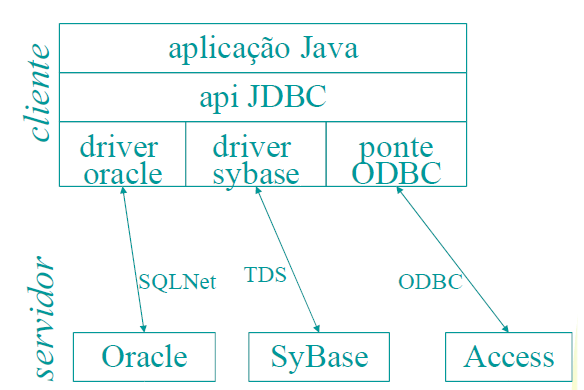 cliente
aplicação Java
api JDBC
driver oracle
driver sybase
ponte ODBC
SQLNet
TDS
ODBC
servidor
Oracle
SyBase
Access